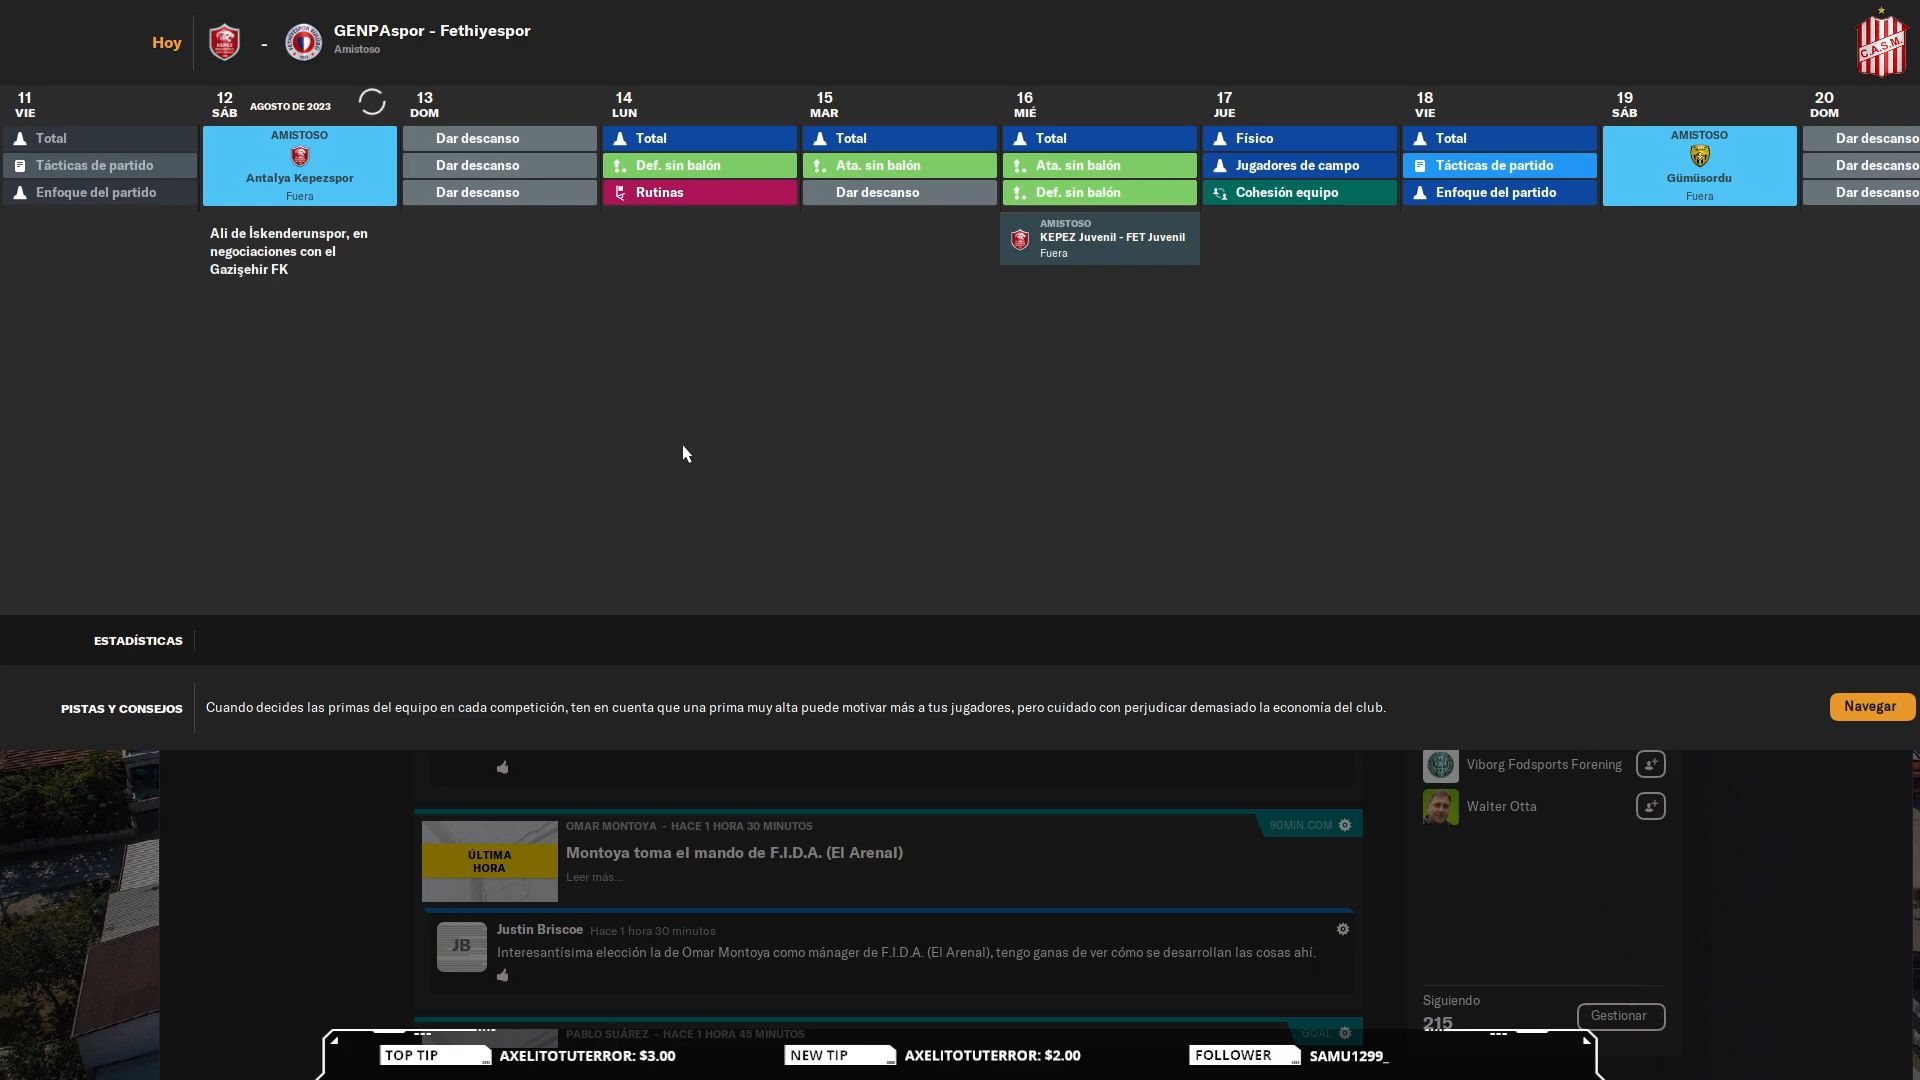 Hoy
-
GENPAspor - Fethiyespor
Amistoso
C.A.S.M.
11
VIE
Total
Tácticas de partido
Enfoque del partido
12
SÁB
AGOSTO DE 2023
AMISTOSO
Antalya Kepezspor
Fuera
Ali de İskenderunspor, en
negociaciones con el
Gazişehir FK
13
DOM
Dar descanso
Dar descanso
Dar descanso
14
LUN
Total
Def. sin balón
Rutinas
15
MAR
Total
Ata. sin balón
Dar descanso
16
MIÉ
Total
Ata. sin balón
Def. sin balón
AMISTOSO
KEPEZ Juvenil - FET Juvenil
Fuera
17
JUE
Físico
Jugadores de campo
Cohesión equipo
18
VIE
Total
Tácticas de partido
Enfoque del partido
19
SÁB
AMISTOSO
Gümüsordu
Fuera
20
DOM
Dar descanso
Dar descanso
Dar descanso
ESTADÍSTICAS
PISTAS Y CONSEJOS
Cuando decides las primas del equipo en cada competición, ten en cuenta que una prima muy alta puede motivar más a tus jugadores, pero cuidado con perjudicar demasiado la economía del club.
Navegar
Viborg Fodsports Forening
Walter Otta
OMAR MONTOYA - HACE 1 HORA 30 MINUTOS
90MIN.COM
ÚLTIMA
HORA
Montoya toma el mando de F.I.D.A. (El Arenal)
Leer más...
JB
Justin Briscoe Hace 1 hora 30 minutos
Interesantísima elección la de Omar Montoya como mánager de F.I.D.A. (El Arenal), tengo ganas de ver cómo se desarrollan las cosas ahí.
Siguiendo
215
Gestionar
PABLO SUÁREZ - HACE 1 HORA 45 MINUTOS
GOAL
TOP TIP
AXELITOTUTERROR: $3.00
NEW TIP
AXELITOTUTERROR: $2.00
FOLLOWER
SAMU1299_